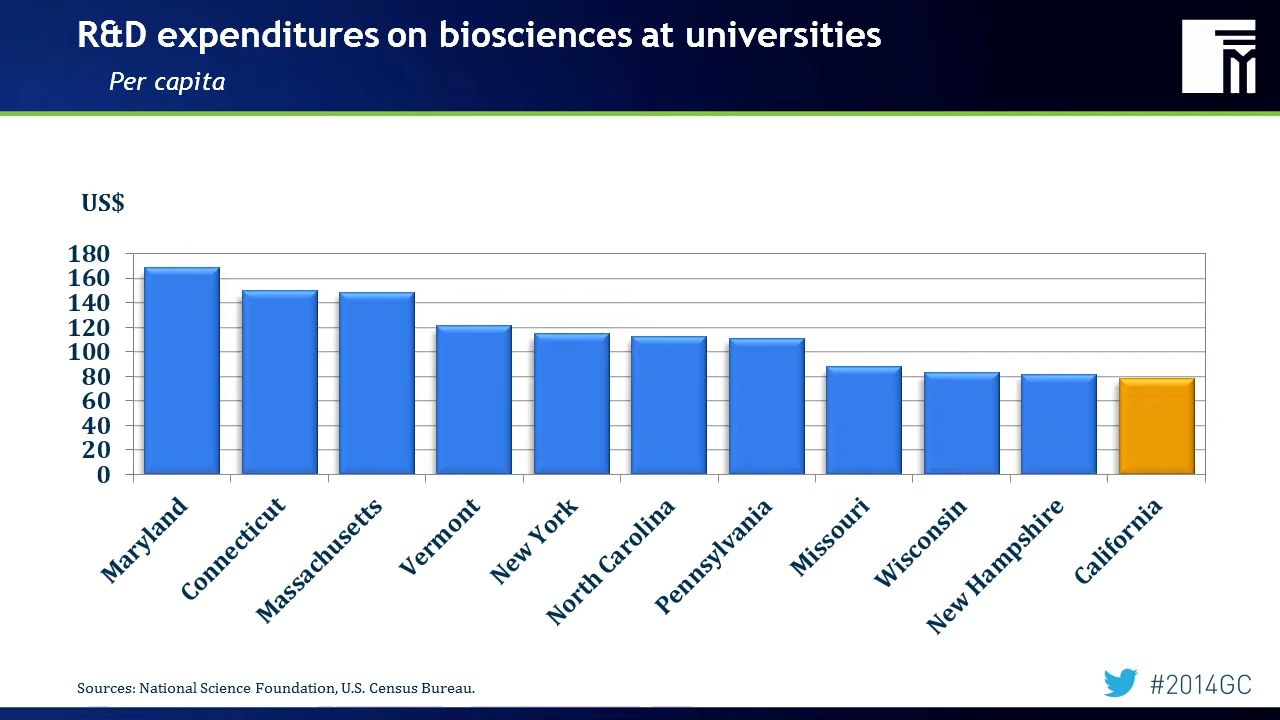 R&D expenditures on biosciences at universities
Per capita
US$
180
160
140
120
100
80
60
40
20
0
Maryland
Connecticut
Massachusetts
Vermont
New York
North Carolina
Pennsylvania
Missouri
Wisconsin
New Hampshire
California
Sources: National Science Foundation, U.S. Census Bureau.
#2014GC